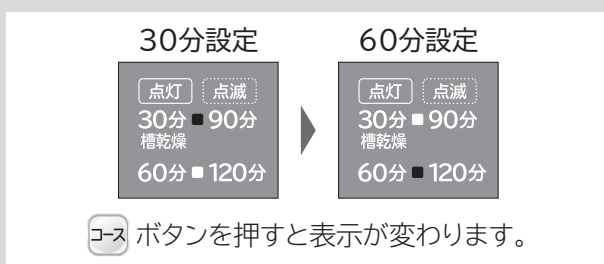 30分設定 60分設定
点灯 点滅 点灯 点滅
30分 90分 30分 90分
槽乾燥 槽乾燥
60分 120分 60分 120分
コース ボタンを押すと表示が変わります。